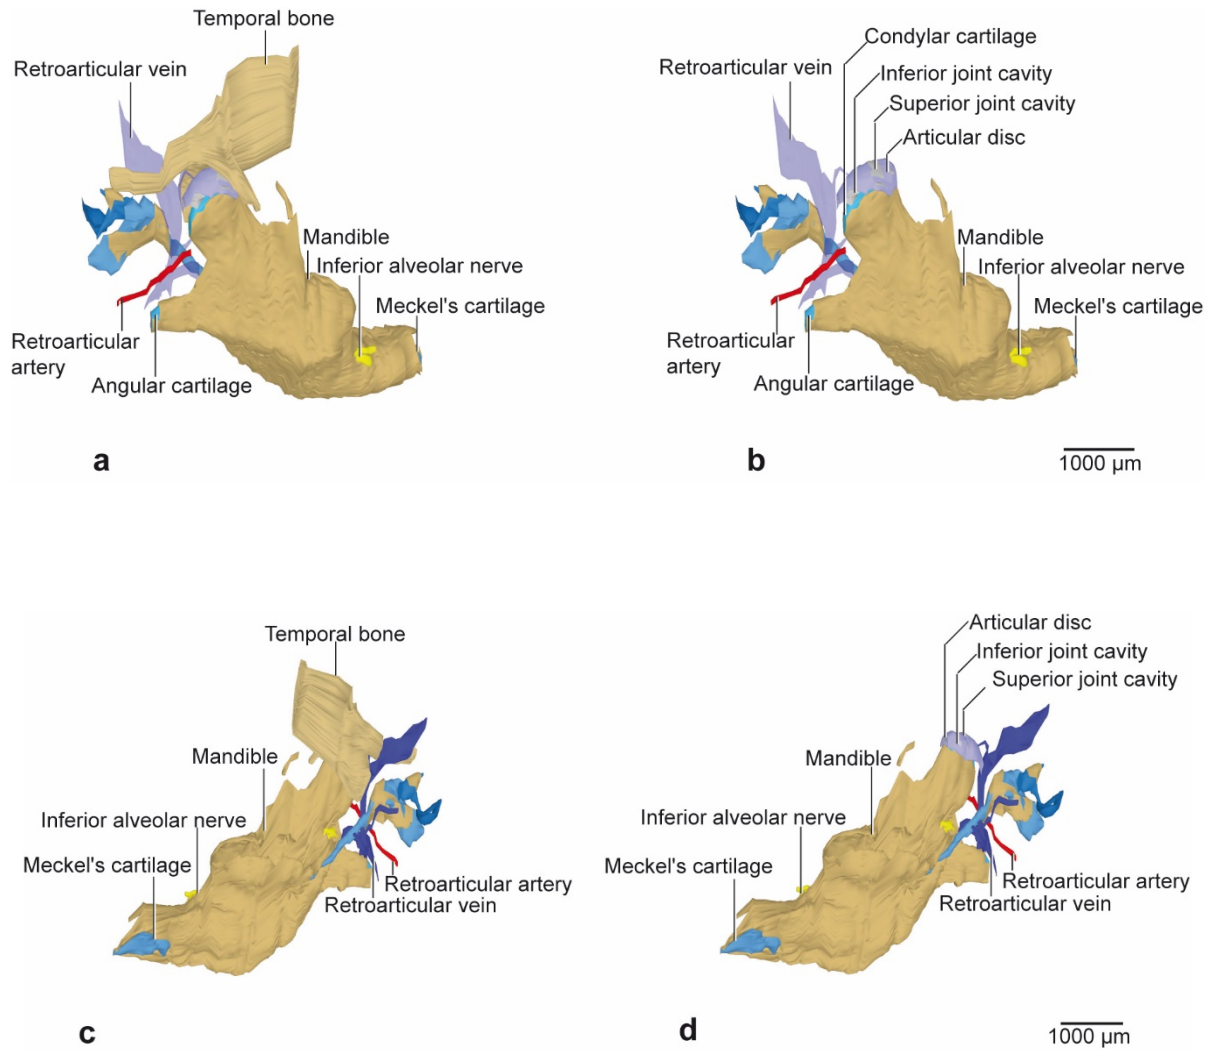 Temporal bone
Retroarticular vein
Mandible
Inferior alveolar nerve
Meckel's cartilage
Retroarticular
artery
Angular cartilage
a
Condylar cartilage
Retroarticular vein
Inferior joint cavity
Superior joint cavity
Articular disc
Mandible
Inferior alveolar nerve
Meckel's cartilage
Retroarticular
artery
Angular cartilage
b
1000 µm
Temporal bone
Mandible
Inferior alveolar nerve
Meckel's cartilage
Retroarticular artery
Retroarticular vein
c
Articular disc
Inferior joint cavity
Superior joint cavity
Mandible
Inferior alveolar nerve
Meckel's cartilage
Retroarticular artery
Retroarticular vein
d
1000 µm